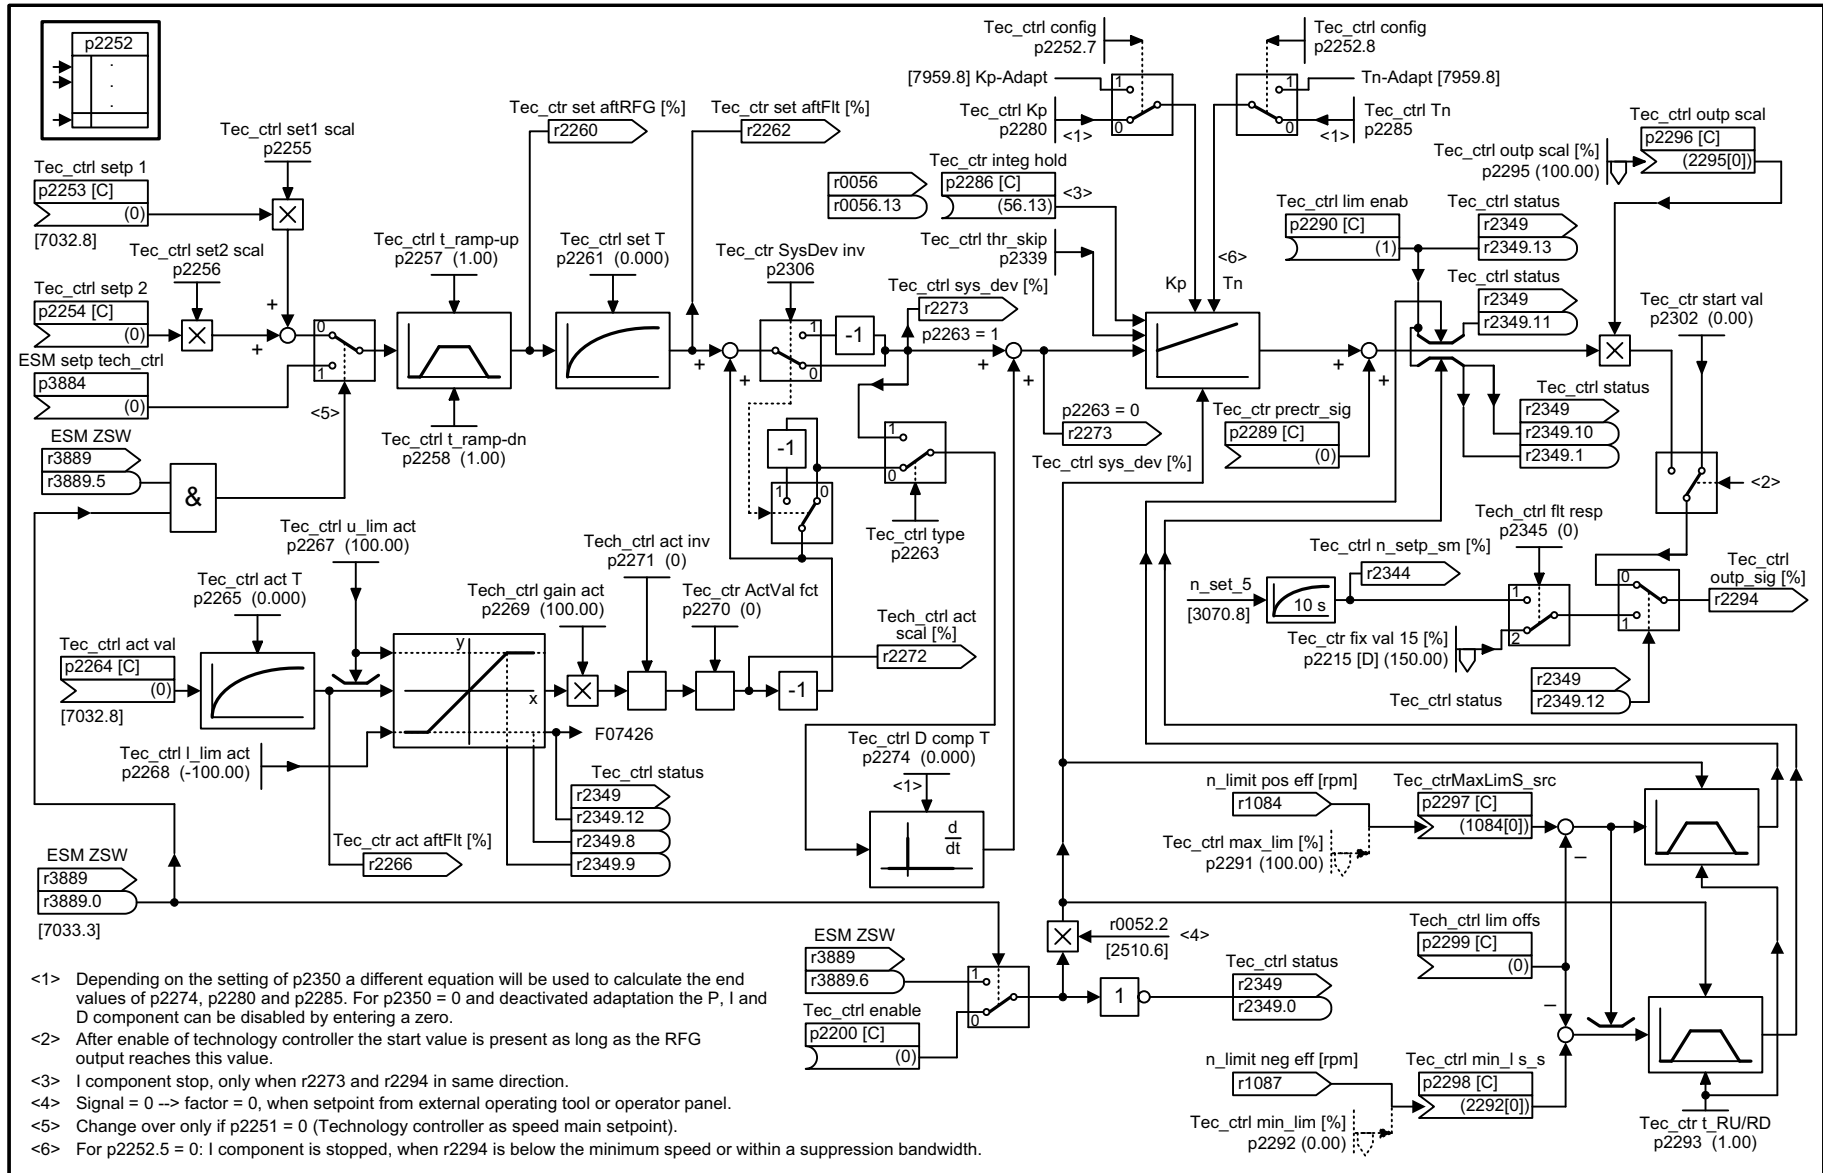 p2252
Tec_ctrl set1 scal
p2255
Tec_ctrl setp 1
p2253 [C]
(0)
[7032.8]
Tec_ctrl set2 scal
p2256
Tec_ctrl setp 2
p2254 [C]
(0)
ESM setp tech_ctrl
p3884
(0)
+
+
0
1
<5>
ESM ZSW
r3889
r3889.5
&
Tec_ctr set aftRFG [%]
r2260
Tec_ctrl t_ramp-up
p2257 (1.00)
Tec_ctrl t_ramp-dn
p2258 (1.00)
Tec_ctr set aftFlt [%]
r2262
Tec_ctrl set T
p2261 (0.000)
+
+
Tec_ctr SysDev inv
p2306
1
0
-1
Tec_ctrl sys_dev [%]
r2273
p2263 = 1
+
+
-1
1
0
1
0
Tec_ctrl type
p2263
p2263 = 0
r2273
Tec_ctrl sys_dev [%]
r0056
r0056.13
Tec_ctr integ hold
p2286 [C]
(56.13)
<3>
Tec_ctrl thr_skip
p2339
Tec_ctrl config
p2252.7
[7959.8] Kp-Adapt
Tec_ctrl Kp
p2280
<1>
1
0
Tec_ctrl config
p2252.8
Tn-Adapt [7959.8]
Tec_ctrl Tn
p2285
<1>
1
0
<6>
Kp
Tn
Tec_ctrl outp scal
p2296 [C]
(2295[0])
Tec_ctrl outp scal [%]
p2295 (100.00)
Tec_ctrl lim enab
p2290 [C]
(1)
Tec_ctrl status
r2349
r2349.13
Tec_ctrl status
r2349
r2349.11
Tec_ctr start val
p2302 (0.00)
+
+
Tec_ctr prectr_sig
p2289 [C]
(0)
Tec_ctrl status
r2349
r2349.10
r2349.1
<2>
Tech_ctrl flt resp
p2345 (0)
Tec_ctrl n_setp_sm [%]
r2344
n_set_5
[3070.8]
10 s
1
2
Tec_ctr fix val 15 [%]
p2215 [D] (150.00)
0
1
Tec_ctrl
outp_sig [%]
r2294
Tec_ctrl status
r2349
r2349.12
Tec_ctrl u_lim act
p2267 (100.00)
Tec_ctrl act T
p2265 (0.000)
Tec_ctrl act val
p2264 [C]
(0)
[7032.8]
Tec_ctrl l_lim act
p2268 (-100.00)
y
x
Tech_ctrl gain act
p2269 (100.00)
Tech_ctrl act inv
p2271 (0)
Tec_ctr ActVal fct
p2270 (0)
-1
Tech_ctrl act
scal [%]
r2272
F07426
Tec_ctrl status
r2349
r2349.12
r2349.8
r2349.9
Tec_ctr act aftFlt [%]
r2266
Tec_ctrl D comp T
p2274 (0.000)
<1>
d
dt
ESM ZSW
r3889
r3889.0
[7033.3]
ESM ZSW
r3889
r3889.6
Tec_ctrl enable
p2200 [C]
(0)
1
0
r0052.2
[2510.6]
<4>
1
Tec_ctrl status
r2349
r2349.0
n_limit pos eff [rpm]
r1084
Tec_ctrl max_lim [%]
p2291 (100.00)
Tec_ctrMaxLimS_src
p2297 [C]
(1084[0])
–
Tech_ctrl lim offs
p2299 [C]
(0)
–
n_limit neg eff [rpm]
r1087
Tec_ctrl min_lim [%]
p2292 (0.00)
Tec_ctrl min_l s_s
p2298 [C]
(2292[0])
Tec_ctr t_RU/RD
p2293 (1.00)
<1> Depending on the setting of p2350 a different equation will be used to calculate the end
values of p2274, p2280 and p2285. For p2350 = 0 and deactivated adaptation the P, I and
D component can be disabled by entering a zero.
<2> After enable of technology controller the start value is present as long as the RFG
output reaches this value.
<3> I component stop, only when r2273 and r2294 in same direction.
<4> Signal = 0 --> factor = 0, when setpoint from external operating tool or operator panel.
<5> Change over only if p2251 = 0 (Technology controller as speed main setpoint).
<6> For p2252.5 = 0: I component is stopped, when r2294 is below the minimum speed or within a suppression bandwidth.